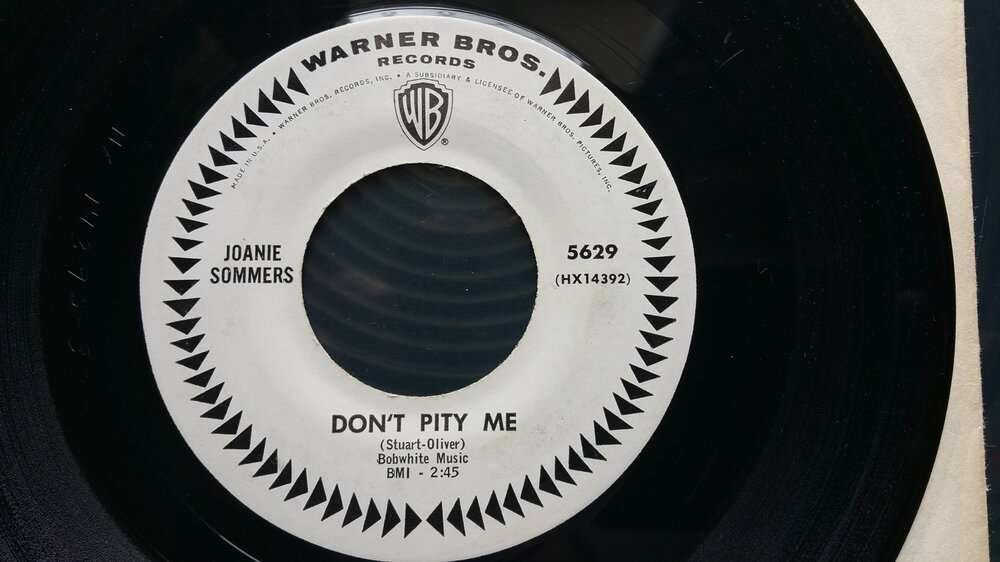 WARNER BROS.
RECORDS
MADE IN U.S.A. • WARNER BROS. RECORDS, INC. • A SUBSIDIARY & LICENSEE OF WARNER BROS. PICTURES, INC.
WB
®
JOANIE
SOMMERS
5629
(HX14392)
DON'T PITY ME
(Stuart-Oliver)
Bobwhite Music
BMI - 2:45